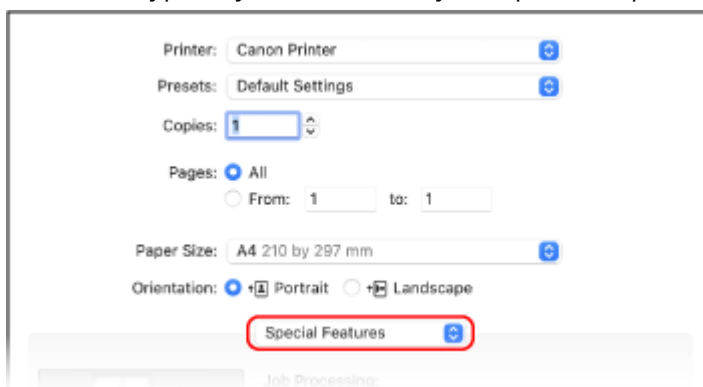 Printer: Canon Printer
Presets: Default Settings
Copies: 1
Pages: All
From: 1 to: 1
Paper Size: A4 210 by 297 mm
Orientation: Portrait Landscape
Special Features
Job Processing: